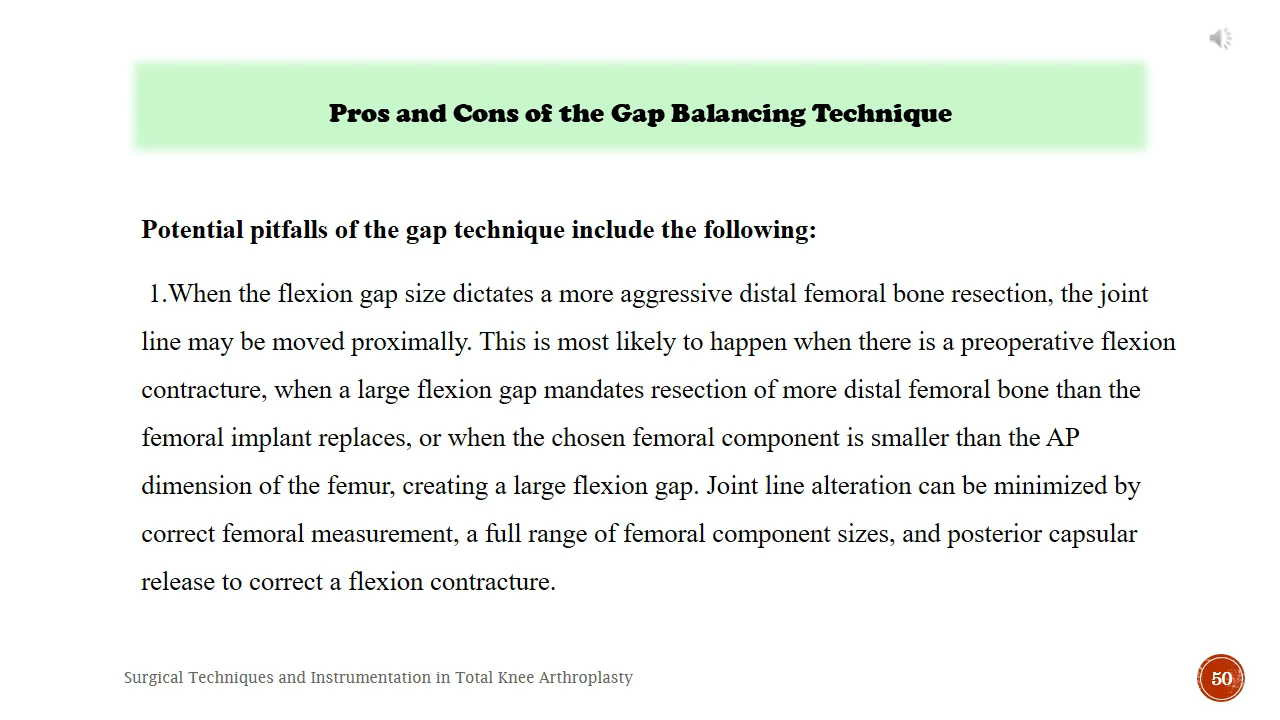 Pros and Cons of the Gap Balancing Technique
Potential pitfalls of the gap technique include the following:
1.When the flexion gap size dictates a more aggressive distal femoral bone resection, the joint
line may be moved proximally. This is most likely to happen when there is a preoperative flexion
contracture, when a large flexion gap mandates resection of more distal femoral bone than the
femoral implant replaces, or when the chosen femoral component is smaller than the AP
dimension of the femur, creating a large flexion gap. Joint line alteration can be minimized by
correct femoral measurement, a full range of femoral component sizes, and posterior capsular
release to correct a flexion contracture.
Surgical Techniques and Instrumentation in Total Knee Arthroplasty
50